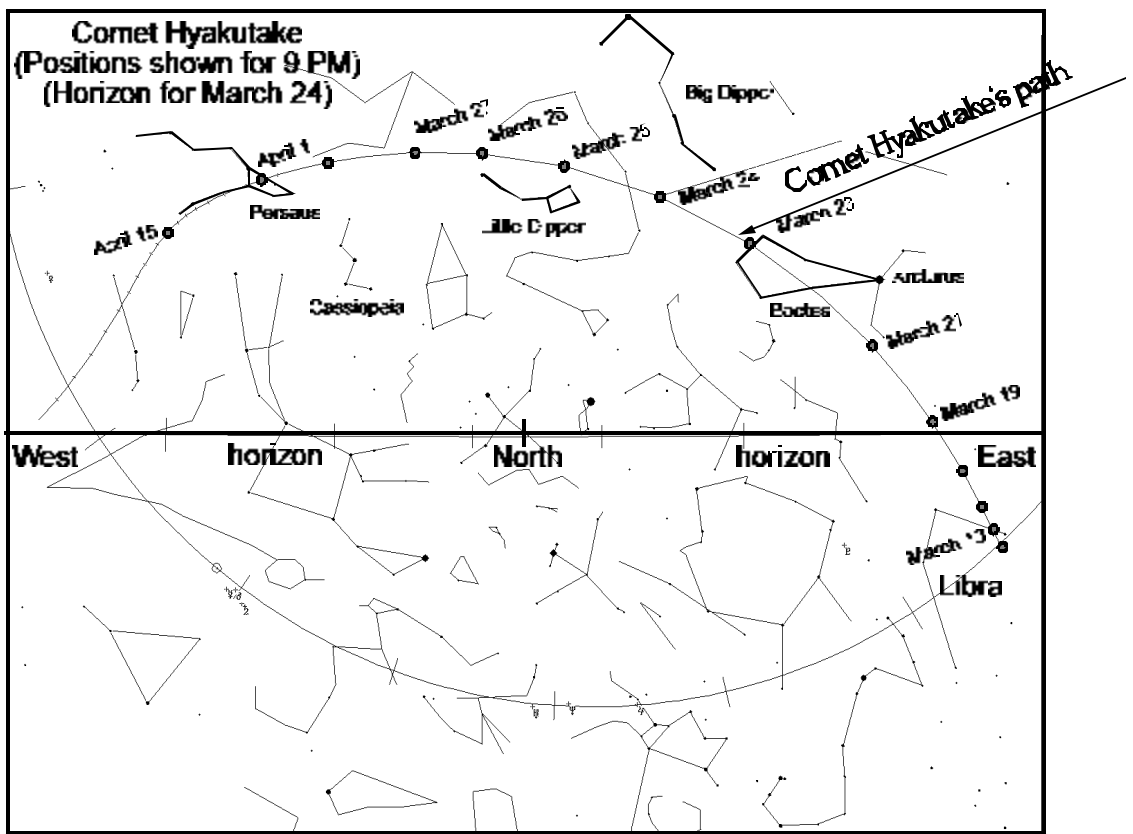 Comet Hyakutake
(Positions shown for 9 PM)
(Horizon for March 24)
Big Dipper
Comet Hyakutake's path
March 27
March 26
March 25
April 1
March 24
March 23
Perseus
Little Dipper
April 15
Arcturus
Cassiopeia
Bootes
March 21
March 19
West horizon North horizon East
March 13
Libra